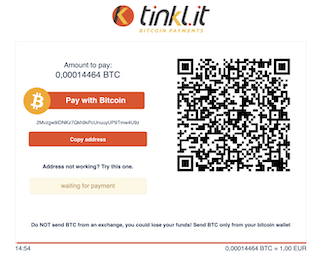 tinkl.it
BITCOIN PAYMENTS
Amount to pay:
0,00014464 BTC
Pay with Bitcoin
Copy address
Address not working? Try this one.
waiting for payment
Do NOT send BTC from an exchange, you could lose your funds! Send BTC only from your bitcoin wallet
14:54
0,00014464 BTC = 1,00 EUR